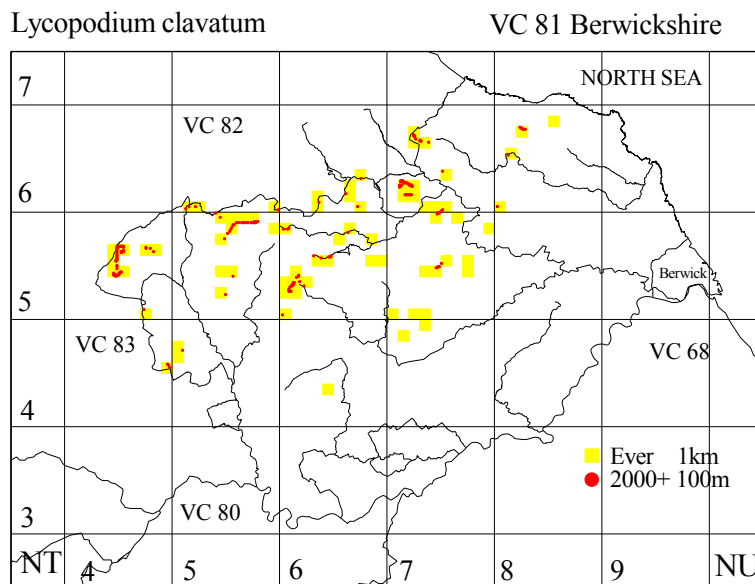 Lycopodium clavatum VC 81 Berwickshire
7
NORTH SEA
VC 82
6
Berwick
5
VC 83
VC 68
4
Ever 1km
2000+ 100m
VC 80
3
NT 4 5 6 7 8 9 NU